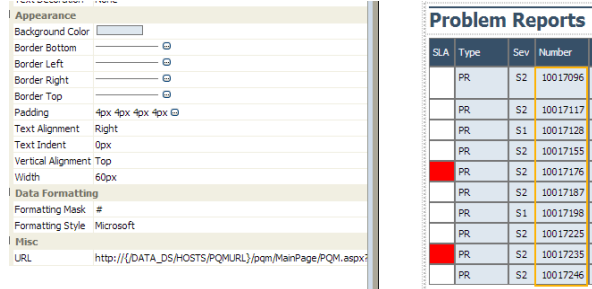 Text Decoration None
Appearance
Background Color
Border Bottom
Border Left
Border Right
Border Top
Padding 4px 4px 4px 4px
Text Alignment Right
Text Indent 0px
Vertical Alignment Top
Width 60px
Data Formatting
Formatting Mask #
Formatting Style Microsoft
Misc
URL http://{/DATA_DS/HOSTS/PQMURL}/pqm/MainPage/PQM.aspx?
Problem Reports
SLA Type Sev Number
PR S2 10017096
PR S2 10017117
PR S1 10017128
PR S2 10017155
PR S2 10017176
PR S2 10017187
PR S1 10017198
PR S2 10017225
PR S2 10017235
PR S2 10017246